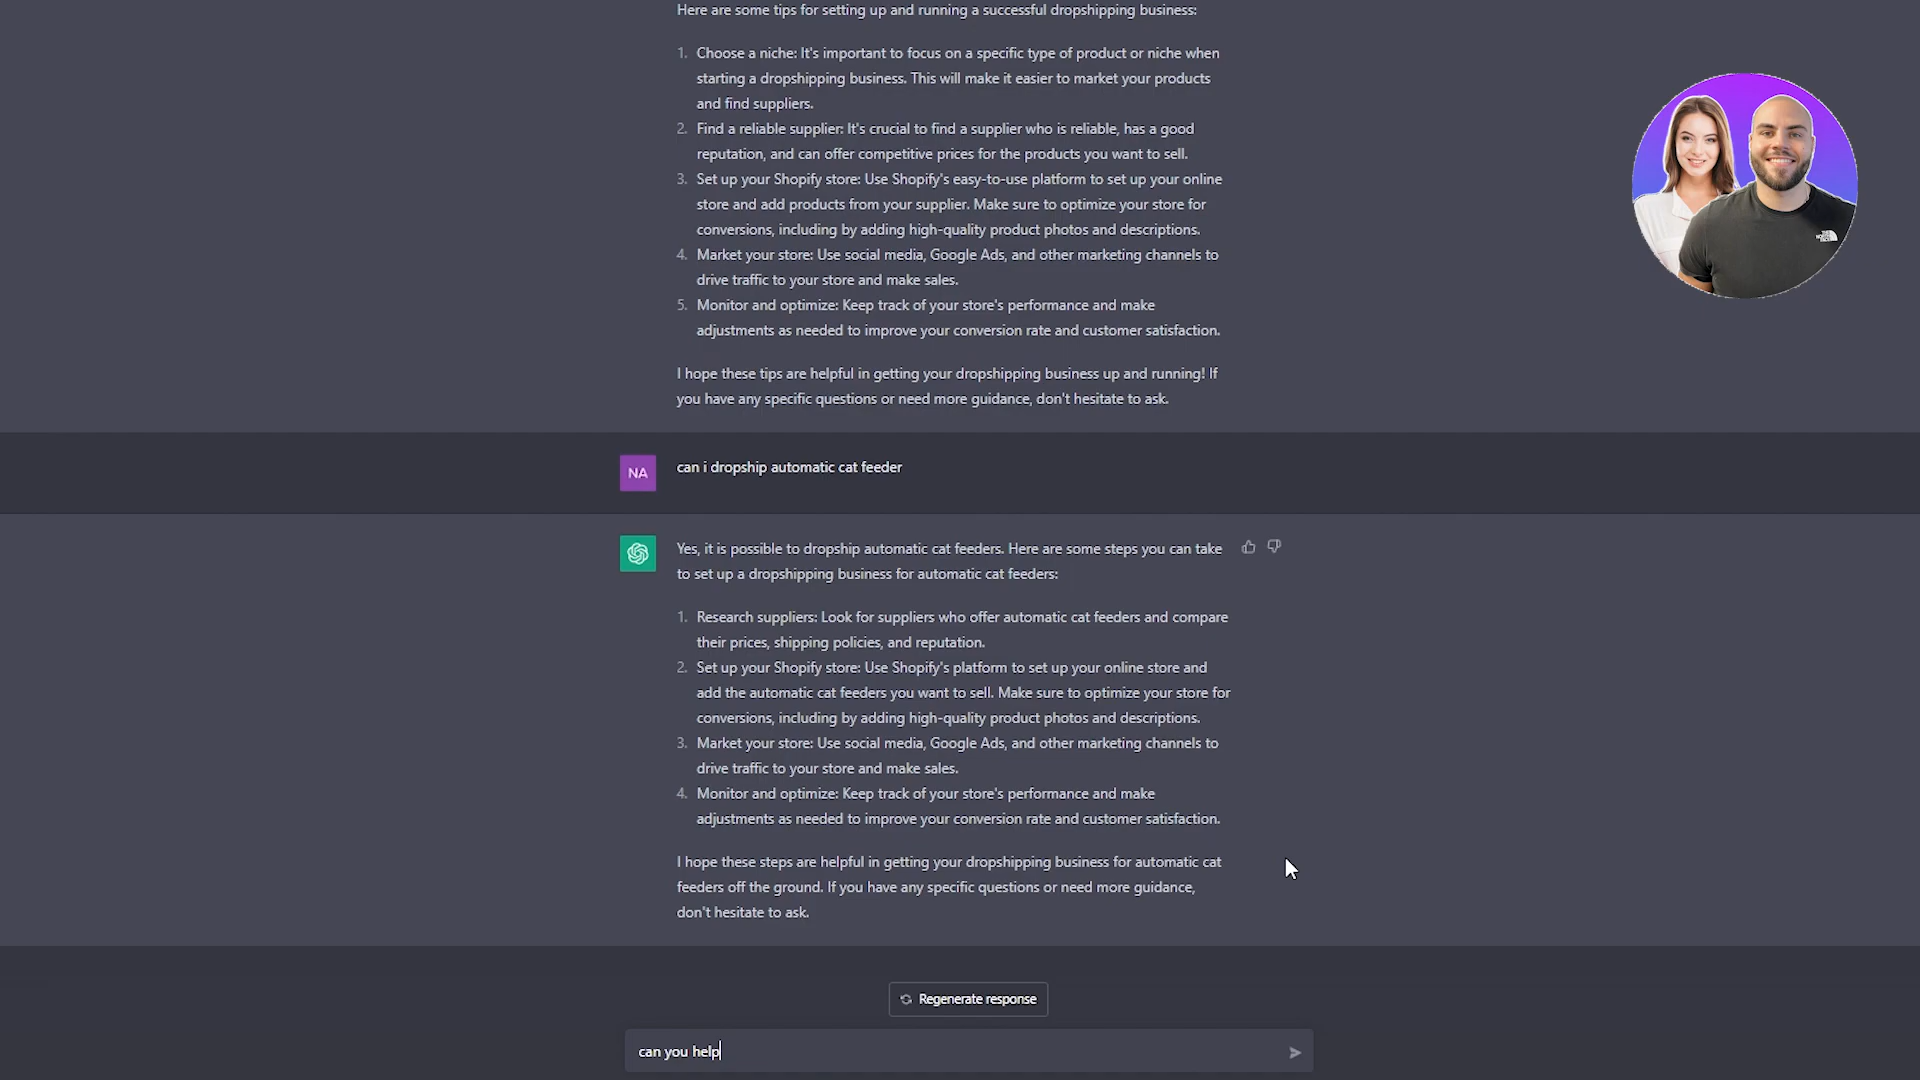 Here are some tips for setting up and running a successful dropshipping business:
1. Choose a niche: It's important to focus on a specific type of product or niche when
starting a dropshipping business. This will make it easier to market your products
and find suppliers.
2. Find a reliable supplier: It's crucial to find a supplier who is reliable, has a good
reputation, and can offer competitive prices for the products you want to sell.
3. Set up your Shopify store: Use Shopify's easy-to-use platform to set up your online
store and add products from your supplier. Make sure to optimize your store for
conversions, including by adding high-quality product photos and descriptions.
4. Market your store: Use social media, Google Ads, and other marketing channels to
drive traffic to your store and make sales.
5. Monitor and optimize: Keep track of your store's performance and make
adjustments as needed to improve your conversion rate and customer satisfaction.
I hope these tips are helpful in getting your dropshipping business up and running! If
you have any specific questions or need more guidance, don't hesitate to ask.
NA
can i dropship automatic cat feeder
Yes, it is possible to dropship automatic cat feeders. Here are some steps you can take
to set up a dropshipping business for automatic cat feeders:
1. Research suppliers: Look for suppliers who offer automatic cat feeders and compare
their prices, shipping policies, and reputation.
2. Set up your Shopify store: Use Shopify's platform to set up your online store and
add the automatic cat feeders you want to sell. Make sure to optimize your store for
conversions, including by adding high-quality product photos and descriptions.
3. Market your store: Use social media, Google Ads, and other marketing channels to
drive traffic to your store and make sales.
4. Monitor and optimize: Keep track of your store's performance and make
adjustments as needed to improve your conversion rate and customer satisfaction.
I hope these steps are helpful in getting your dropshipping business for automatic cat
feeders off the ground. If you have any specific questions or need more guidance,
don't hesitate to ask.
Regenerate response
can you help